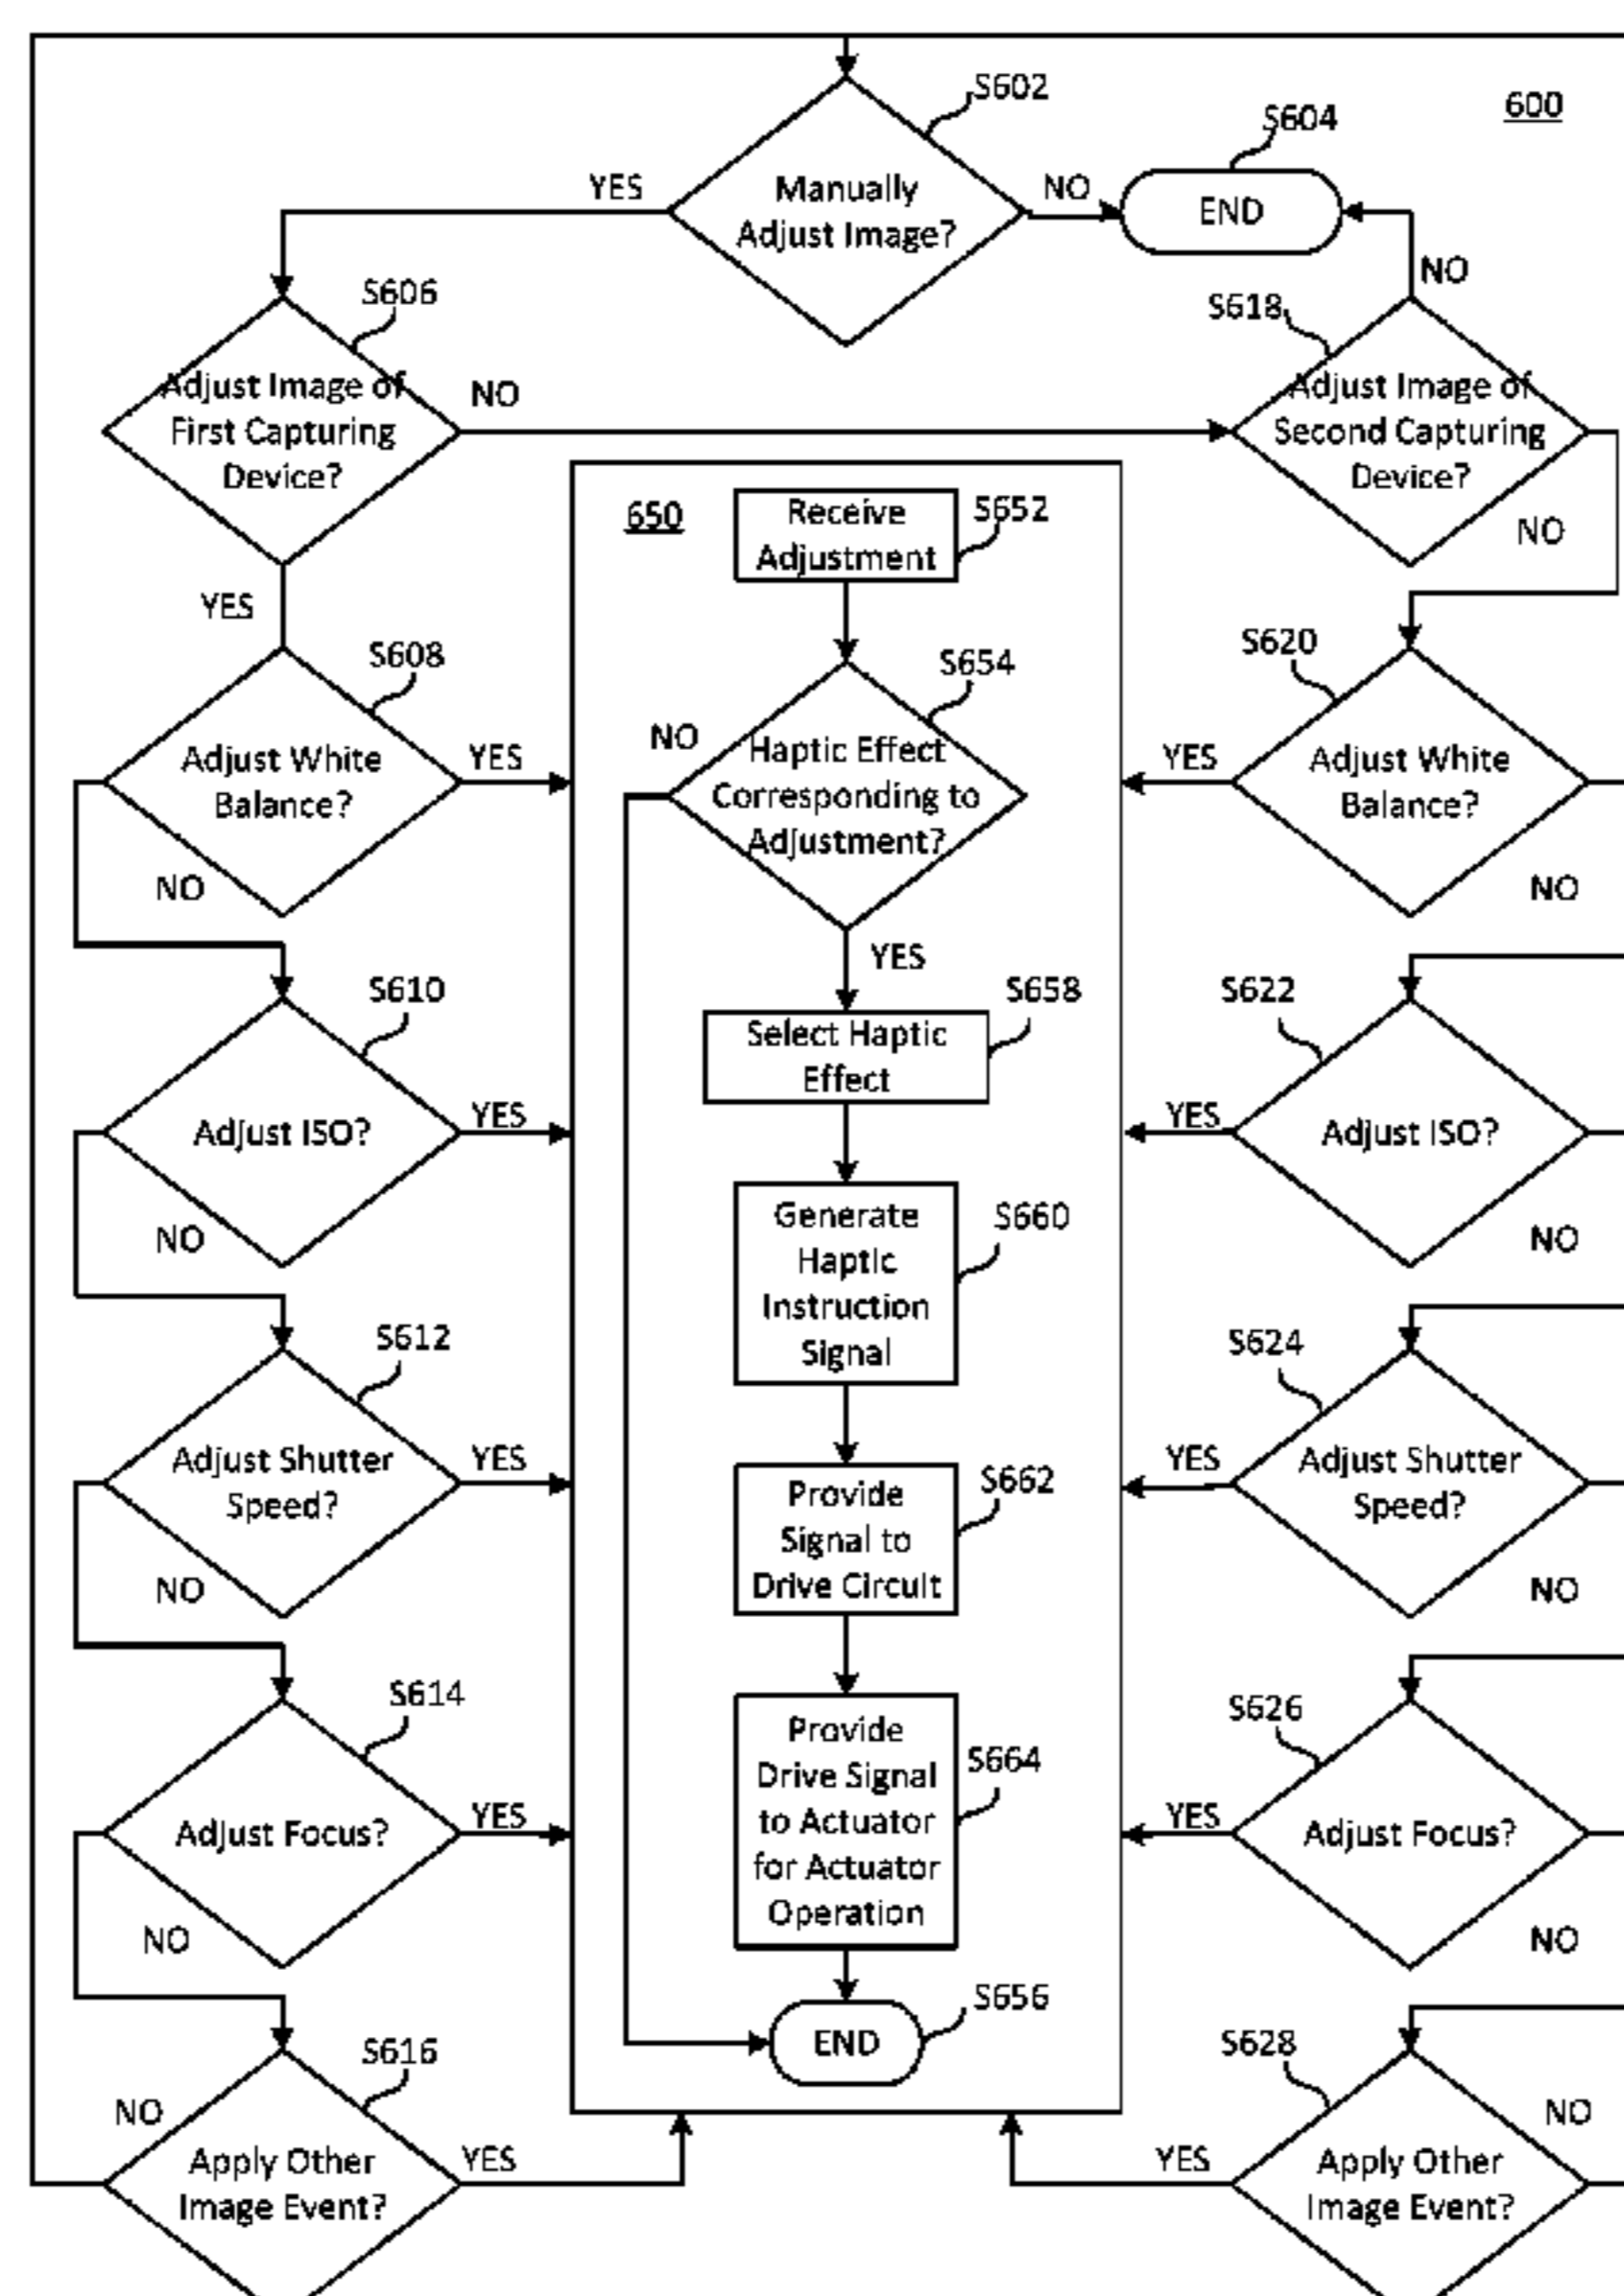 S602
600
S604
YES
Manually
Adjust Image?
NO
END
NO
S606
S618
Adjust Image of
First Capturing
Device?
NO
Adjust Image of
Second Capturing
Device?
NO
YES
650
Receive
Adjustment
S652
S608
S654
S620
Adjust White
Balance?
YES
NO
NO
Haptic Effect
Corresponding to
Adjustment?
YES
YES
Adjust White
Balance?
NO
S610
S658
S622
Select Haptic
Effect
Adjust ISO?
YES
NO
Generate
Haptic
Instruction
Signal
S660
YES
Adjust ISO?
NO
S612
S624
Adjust Shutter
Speed?
YES
NO
Provide
Signal to
Drive Circuit
S662
YES
Adjust Shutter
Speed?
NO
S614
S626
Adjust Focus?
YES
NO
Provide
Drive Signal
to Actuator
for Actuator
Operation
S664
YES
Adjust Focus?
NO
S616
END
S656
S628
NO
Apply Other
Image Event?
YES
YES
Apply Other
Image Event?
NO